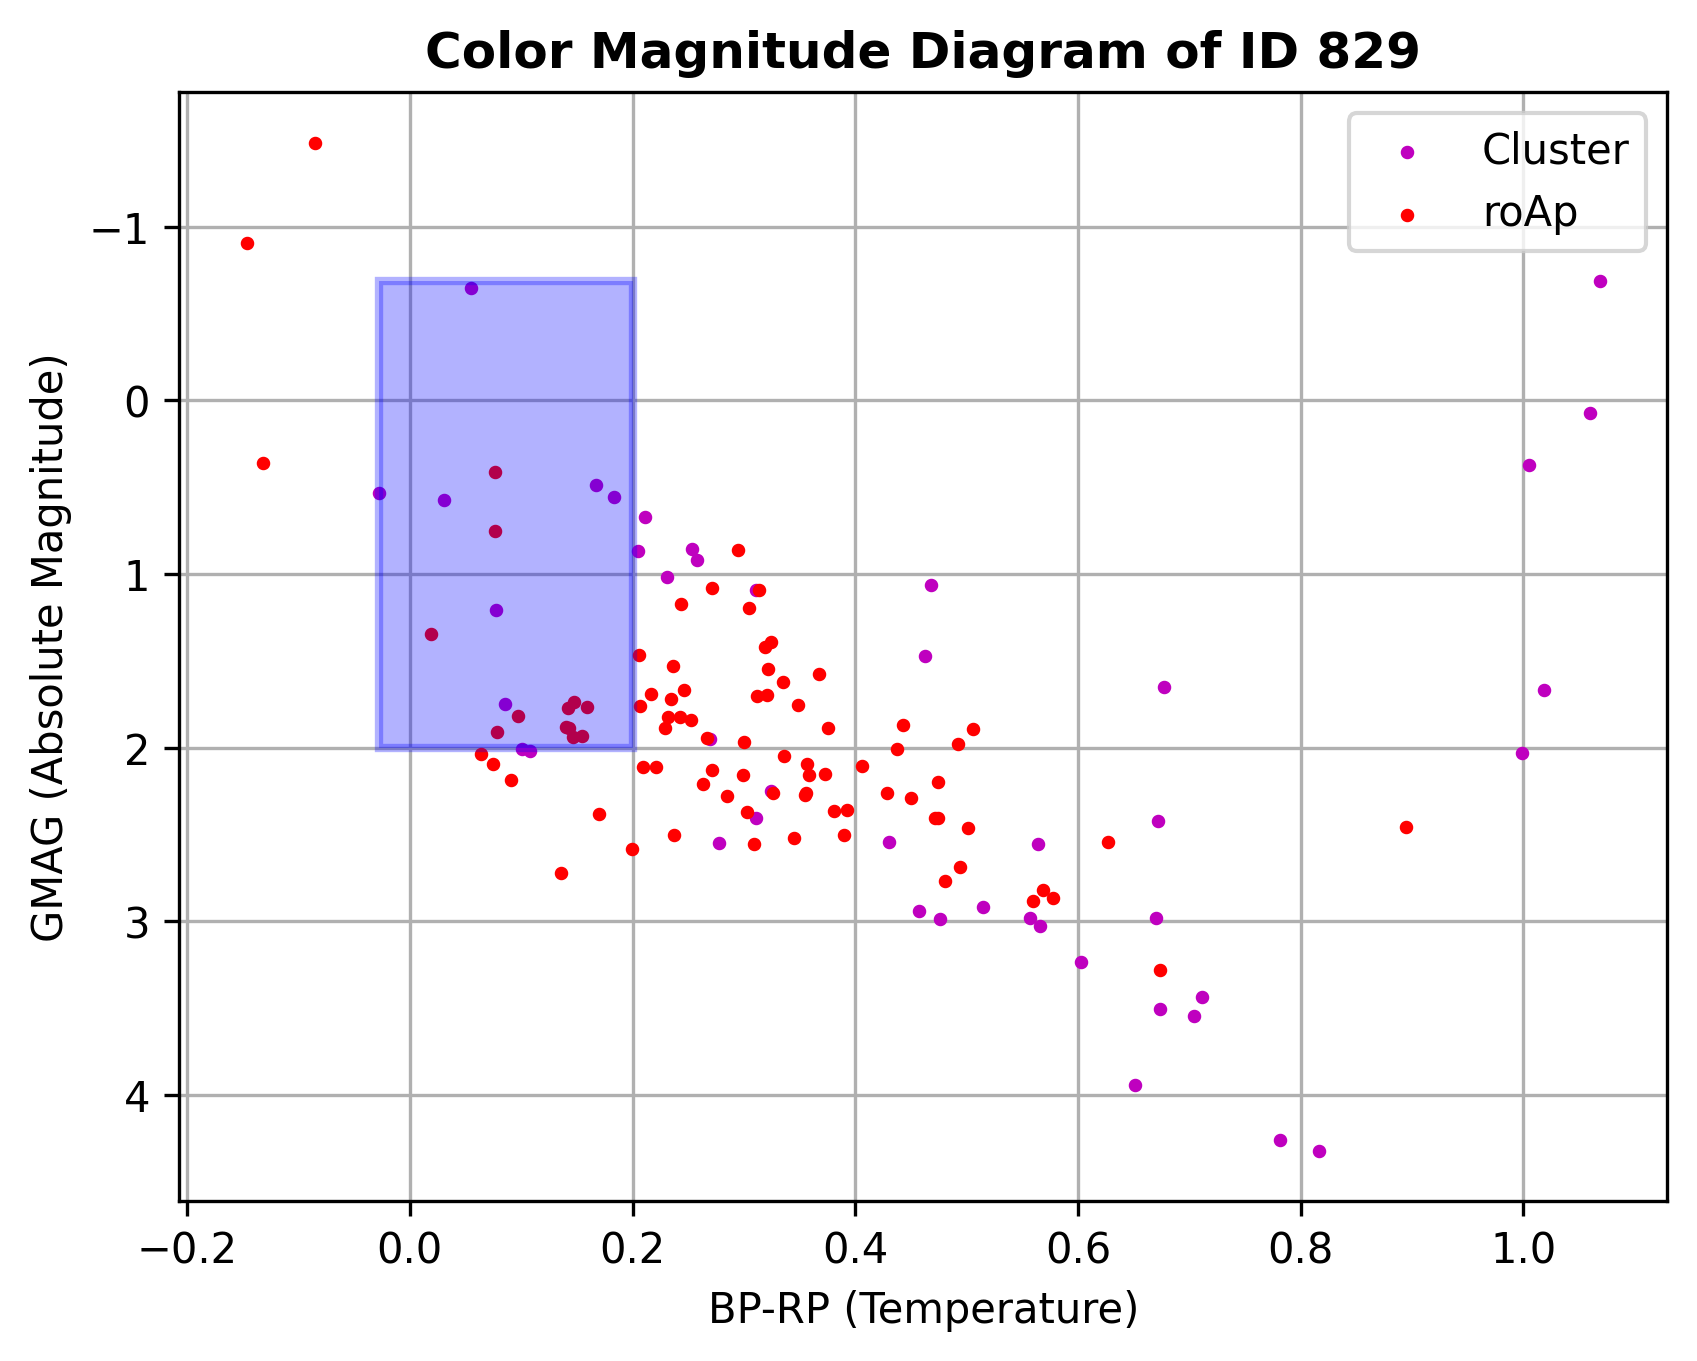 Color Magnitude Diagram of ID 829
Cluster
roAp
GMAG (Absolute Magnitude)
−1
0
1
2
3
4
−0.2 0.0 0.2 0.4 0.6 0.8 1.0
BP-RP (Temperature)